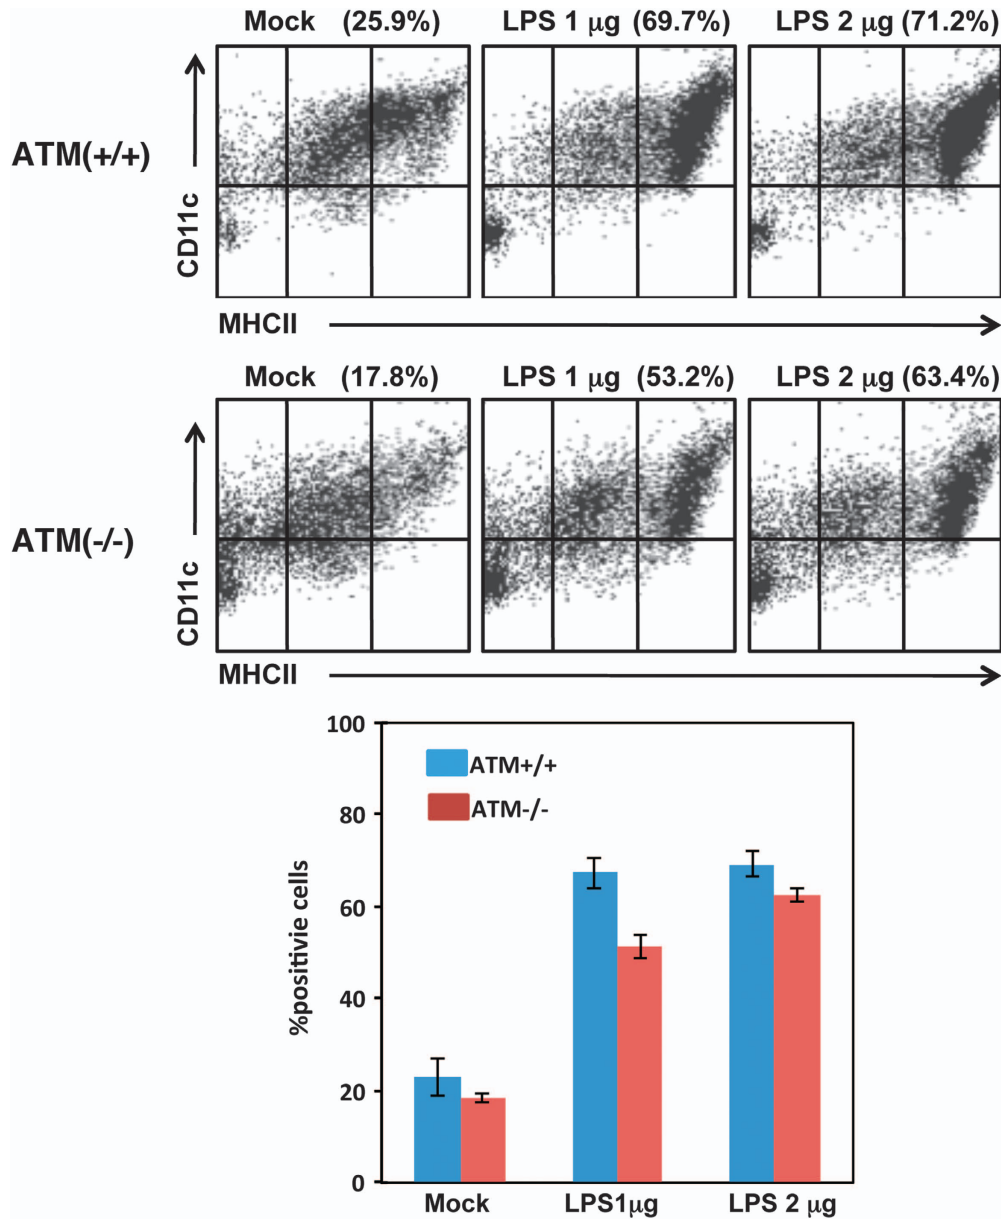 Mock (25.9%) LPS 1 μg (69.7%) LPS 2 μg (71.2%)
ATM(+/+)
CD11c
MHCII
Mock (17.8%) LPS 1 μg (53.2%) LPS 2 μg (63.4%)
ATM(-/-)
CD11c
MHCII
100
80
60
40
20
0
%positivie cells
ATM+/+
ATM-/-
Mock LPS1μg LPS 2 μg